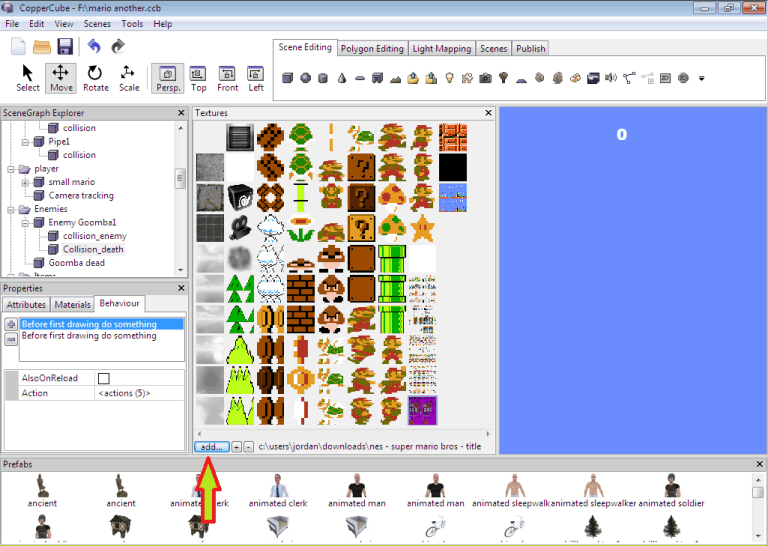 CopperCube - F:\mario another.ccb
File Edit View Scenes Tools Help
Select Move Rotate Scale Persp. Top Front Left
Scene Editing Polygon Editing Light Mapping Scenes Publish
SceneGraph Explorer
collision
Pipe1
collision
player
small mario
Camera tracking
Enemies
Enemy Goomba1
collision_enemy
Collision_death
Goomba dead
Items
Properties
Attributes Materials Behaviour
Before first drawing do something
Before first drawing do something
AlsoOnReload
Action <actions (5)>
Textures
add... + - c:\users\jordan\downloads\nes - super mario bros - title
0
Prefabs
ancient ancient animated clerk animated clerk animated man animated man animated sleepwalk animated sleepwalker animated soldier